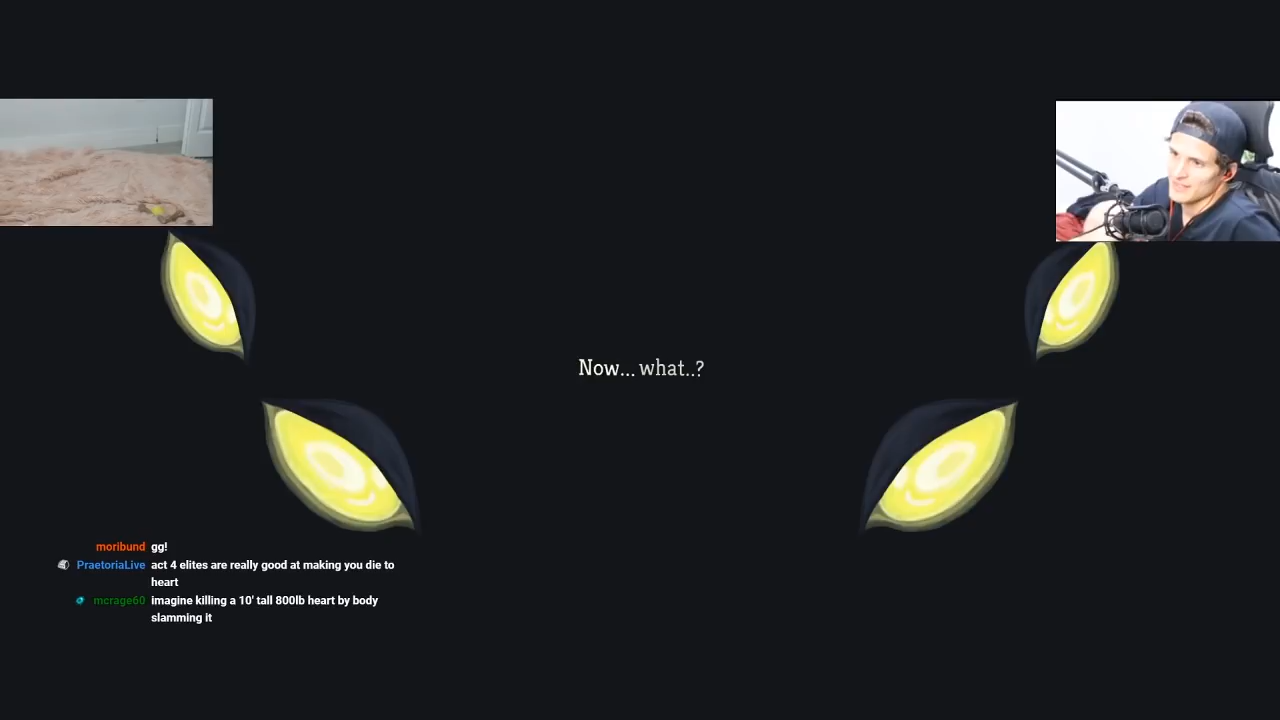 Now... what..?
moribund gg!
PraetoriaLive act 4 elites are really good at making you die to
heart
mcrage60 imagine killing a 10' tall 800lb heart by body
slamming it